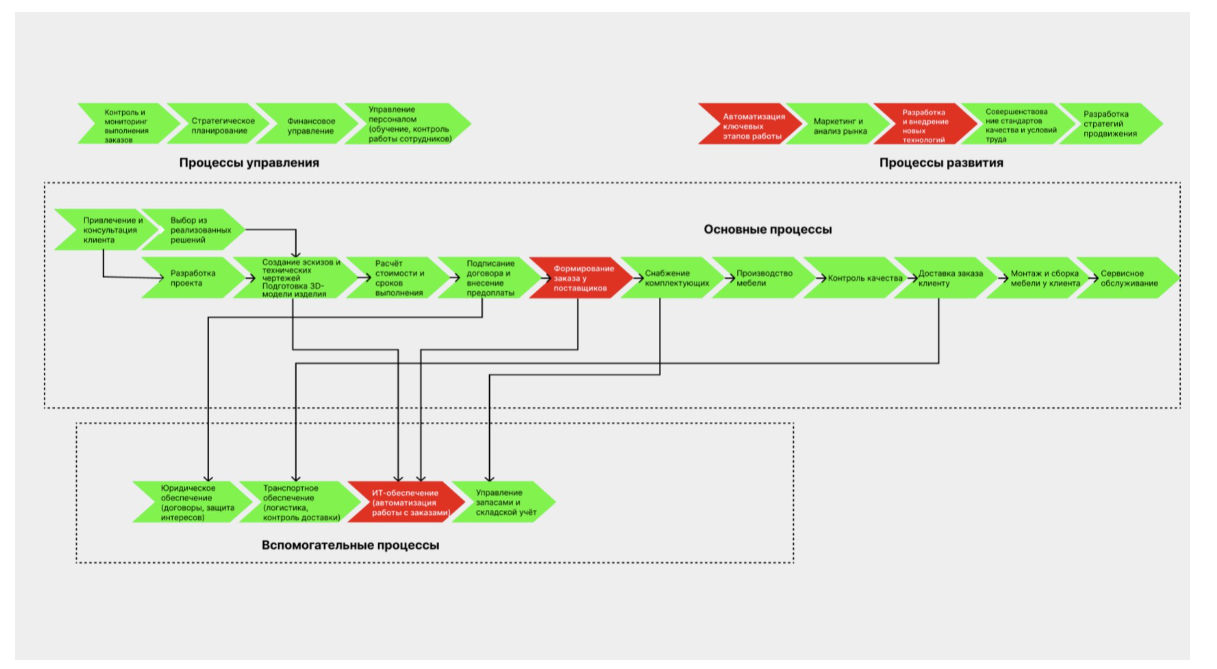 Контроль и
мониторинг
выполнения
заказов
Стратегическое
планирование
Финансовое
управление
Управление
персоналом
(обучение, контроль
работы сотрудников)
Процессы управления
Автоматизация
ключевых
этапов работы
Маркетинг и
анализ рынка
Разработка
и внедрение
новых
технологий
Совершенствова
ние стандартов
качества и условий
труда
Разработка
стратегий
продвижения
Процессы развития
Основные процессы
Привлечение и
консультация
клиента
Выбор из
реализованных
решений
Разработка
проекта
Создание эскизов и
технических
чертежей
Подготовка 3D-
модели изделия
Расчёт
стоимости и
сроков
выполнения
Подписание
договора и
внесение
предоплаты
Формирование
заказа у
поставщиков
Снабжение
комплектующих
Производство
мебели
Контроль качества
Доставка заказа
клиенту
Монтаж и сборка
мебели у клиента
Сервисное
обслуживание
Юридическое
обеспечение
(договоры, защита
интересов)
Транспортное
обеспечение
(логистика,
контроль доставки)
ИТ-обеспечение
(автоматизация
работы с заказами)
Управление
запасами и
складской учёт
Вспомогательные процессы